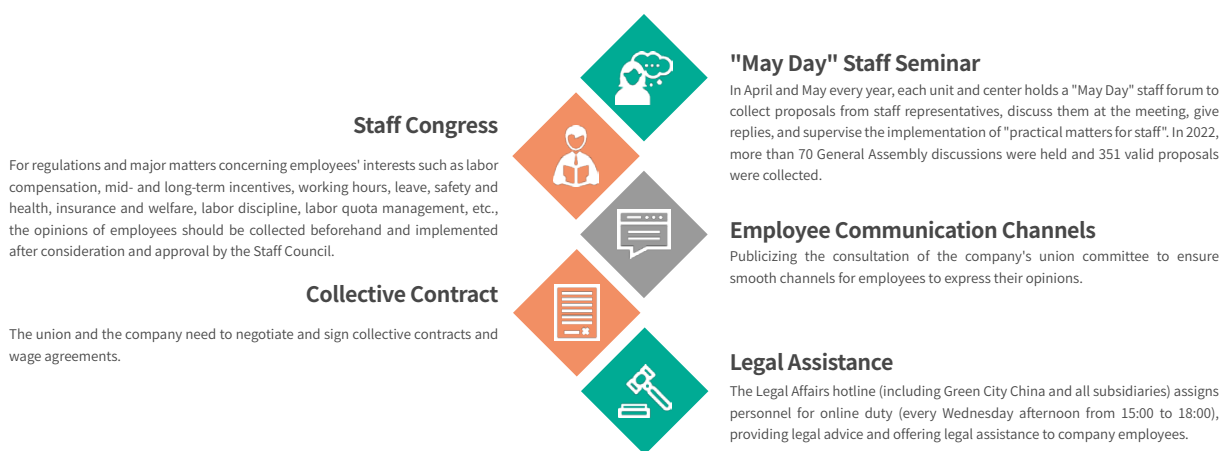 "May Day" Staff Seminar
In April and May every year, each unit and center holds a "May Day" staff forum to
collect proposals from staff representatives, discuss them at the meeting, give
replies, and supervise the implementation of "practical matters for staff". In 2022,
more than 70 General Assembly discussions were held and 351 valid proposals
were collected.
Staff Congress
For regulations and major matters concerning employees' interests such as labor
compensation, mid- and long-term incentives, working hours, leave, safety and
health, insurance and welfare, labor discipline, labor quota management, etc.,
the opinions of employees should be collected beforehand and implemented
after consideration and approval by the Staff Council.
Employee Communication Channels
Publicizing the consultation of the company's union committee to ensure
smooth channels for employees to express their opinions.
Collective Contract
The union and the company need to negotiate and sign collective contracts and
wage agreements.
Legal Assistance
The Legal Affairs hotline (including Green City China and all subsidiaries) assigns
personnel for online duty (every Wednesday afternoon from 15:00 to 18:00),
providing legal advice and offering legal assistance to company employees.